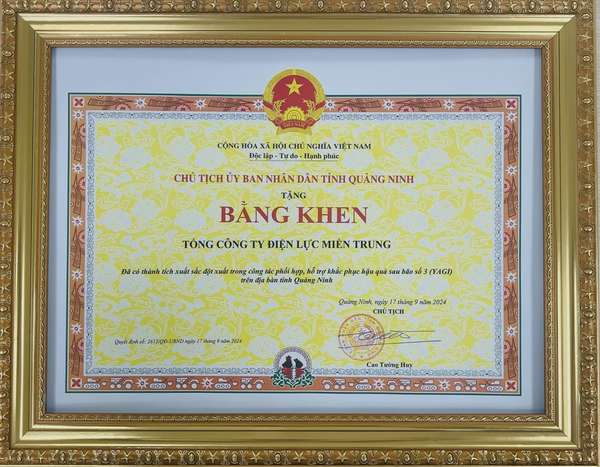 CỘNG HÒA XÃ HỘI CHỦ NGHĨA VIỆT NAM
Độc lập - Tự do - Hạnh phúc
CHỦ TỊCH ỦY BAN NHÂN DÂN TỈNH QUẢNG NINH
TẶNG
BẰNG KHEN
TỔNG CÔNG TY ĐIỆN LỰC MIỀN TRUNG
Đã có thành tích xuất sắc đột xuất trong công tác phối hợp, hỗ trợ khắc phục hậu quả sau bão số 3 (YAGI)
trên địa bàn tỉnh Quảng Ninh
Quảng Ninh, ngày 17 tháng 9 năm 2024
CHỦ TỊCH
Quyết định số: 2613/QĐ-UBND ngày 17 tháng 9 năm 2024
Cao Tường Huy